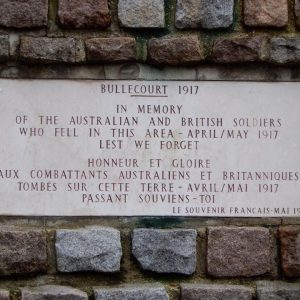 BULLECOURT 1917
IN MEMORY
OF THE AUSTRALIAN AND BRITISH SOLDIERS
WHO FELL IN THIS AREA - APRIL/MAY 1917
LEST WE FORGET
HONNEUR ET GLOIRE
AUX COMBATTANTS AUSTRALIENS ET BRITANNIQUES
TOMBES SUR CETTE TERRE - AVRIL/MAI 1917
PASSANT SOUVIENS-TOI
LE SOUVENIR FRANCAIS-MAI